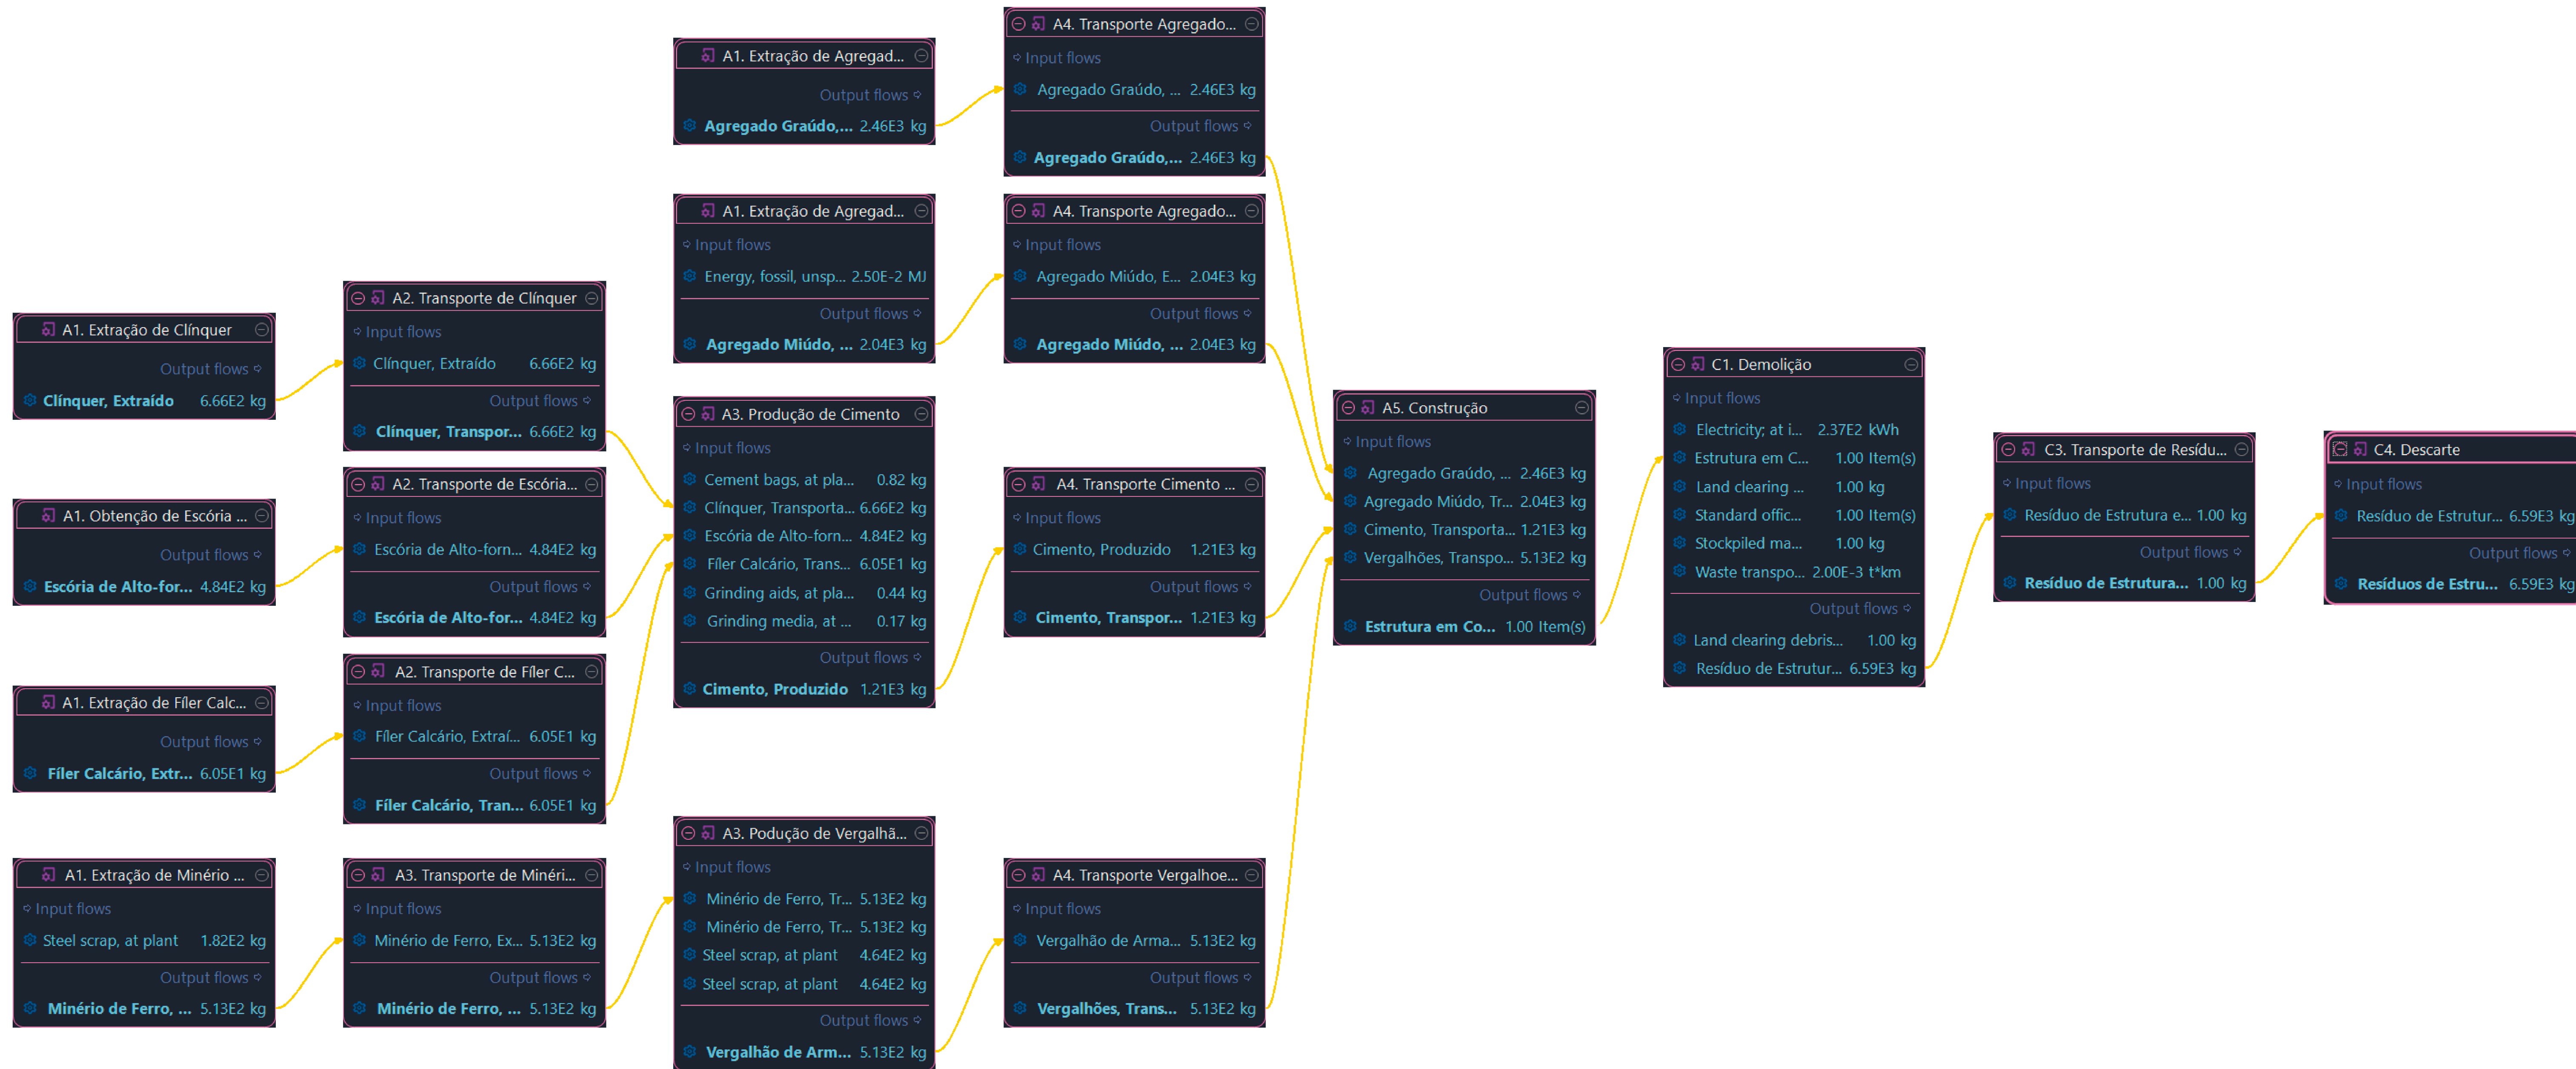 A1. Extração de Clínquer
Output flows
Clínquer, Extraído 6.66E2 kg
A1. Obtenção de Escória ...
Output flows
Escória de Alto-for... 4.84E2 kg
A1. Extração de Fíler Calc...
Output flows
Fíler Calcário, Extr... 6.05E1 kg
A1. Extração de Minério ...
Input flows
Steel scrap, at plant 1.82E2 kg
Output flows
Minério de Ferro, ... 5.13E2 kg
A2. Transporte de Clínquer
Input flows
Clínquer, Extraído 6.66E2 kg
Output flows
Clínquer, Transpor... 6.66E2 kg
A2. Transporte de Escória...
Input flows
Escória de Alto-forn... 4.84E2 kg
Output flows
Escória de Alto-for... 4.84E2 kg
A2. Transporte de Fíler C...
Input flows
Fíler Calcário, Extraí... 6.05E1 kg
Output flows
Fíler Calcário, Tran... 6.05E1 kg
A3. Transporte de Minéri...
Input flows
Minério de Ferro, Ex... 5.13E2 kg
Output flows
Minério de Ferro, ... 5.13E2 kg
A1. Extração de Agregad...
Output flows
Agregado Graúdo,... 2.46E3 kg
A1. Extração de Agregad...
Input flows
Energy, fossil, unsp... 2.50E-2 MJ
Output flows
Agregado Miúdo, ... 2.04E3 kg
A3. Produção de Cimento
Input flows
Cement bags, at pla... 0.82 kg
Clínquer, Transporta... 6.66E2 kg
Escória de Alto-forn... 4.84E2 kg
Fíler Calcário, Trans... 6.05E1 kg
Grinding aids, at pla... 0.44 kg
Grinding media, at ... 0.17 kg
Output flows
Cimento, Produzido 1.21E3 kg
A3. Podução de Vergalhã...
Input flows
Minério de Ferro, Tr... 5.13E2 kg
Minério de Ferro, Tr... 5.13E2 kg
Steel scrap, at plant 4.64E2 kg
Steel scrap, at plant 4.64E2 kg
Output flows
Vergalhão de Arm... 5.13E2 kg
A4. Transporte Agregado...
Input flows
Agregado Graúdo, ... 2.46E3 kg
Output flows
Agregado Graúdo,... 2.46E3 kg
A4. Transporte Agregado...
Input flows
Agregado Miúdo, E... 2.04E3 kg
Output flows
Agregado Miúdo, ... 2.04E3 kg
A4. Transporte Cimento ...
Input flows
Cimento, Produzido 1.21E3 kg
Output flows
Cimento, Transpor... 1.21E3 kg
A4. Transporte Vergalhoe...
Input flows
Vergalhão de Arma... 5.13E2 kg
Output flows
Vergalhões, Trans... 5.13E2 kg
A5. Construção
Input flows
Agregado Graúdo, ... 2.46E3 kg
Agregado Miúdo, Tr... 2.04E3 kg
Cimento, Transporta... 1.21E3 kg
Vergalhões, Transpo... 5.13E2 kg
Output flows
Estrutura em Co... 1.00 Item(s)
C1. Demolição
Input flows
Electricity; at i... 2.37E2 kWh
Estrutura em C... 1.00 Item(s)
Land clearing ... 1.00 kg
Standard offic... 1.00 Item(s)
Stockpiled ma... 1.00 kg
Waste transpo... 2.00E-3 t*km
Output flows
Land clearing debris... 1.00 kg
Resíduo de Estrutur... 6.59E3 kg
C3. Transporte de Resídu...
Input flows
Resíduo de Estrutura e... 1.00 kg
Output flows
Resíduo de Estrutura... 1.00 kg
C4. Descarte
Input flows
Resíduo de Estrutur... 6.59E3 kg
Output flows
Resíduos de Estru... 6.59E3 kg